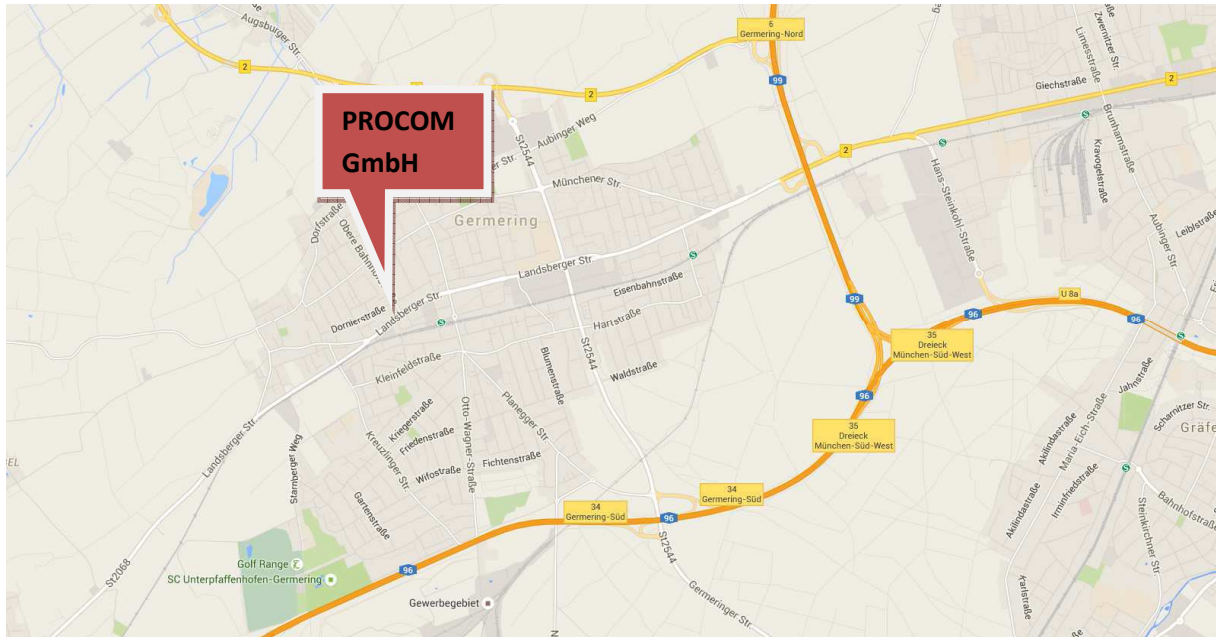 Augsburger Str.
6
Germering-Nord
Zwernitzer Str.
Limesstraße
2
2
2
99
Giechstraße
PROCOM
GmbH
St2544
Aubinger Weg
Brunhamstraße
Kravogelstraße
2
Münchener Str.
Hans-Steinkohl-Straße
Dorfstraße
Obere Bahnho
Germering
Aubinger Str.
Leiblstraße
Landsberger Str.
Eisenbahnstraße
Dornierstraße
Landsberger Str.
Hartstraße
99
U 8a
96
96
35
Dreieck
München-Süd-West
St2544
Kleinfeldstraße
Blumenstraße
Waldstraße
96
Jahnstraße
Otto-Wagner-Straße
Planegger Str.
Kriegerstraße
Friedenstraße
Kreuzlinger Str.
35
Dreieck
München-Süd-West
Akilindastraße
Maria-Eich-Straße
Scharnitzer Str.
Gräfe
Landsberger Str.
Starnberger Weg
Fichtenstraße
Wifostraße
Gartenstraße
34
Germering-Süd
34
Germering-Süd
96
Akilindastraße
Irminfriedstraße
Bahnhofstraße
Steinkirchner Str.
St2544
Golf Range
SC Unterpfaffenhofen-Germering
St2068
96
Gewerbegebiet
Germeringer Str.
Karlstraße